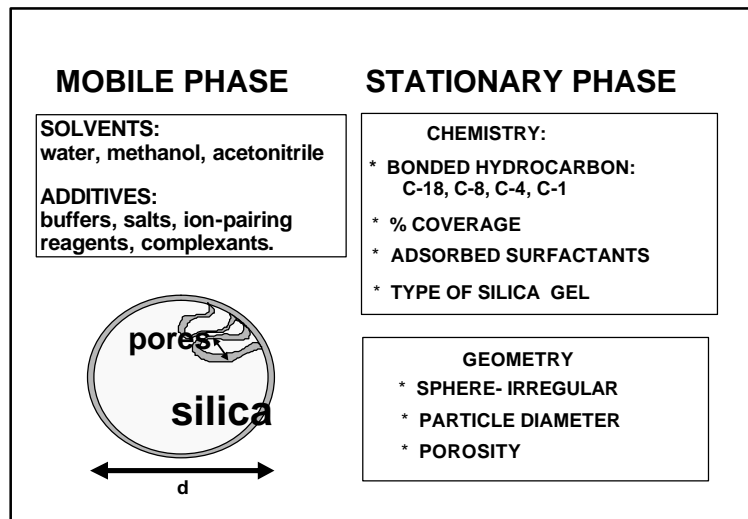 MOBILE PHASE
SOLVENTS:
water, methanol, acetonitrile
ADDITIVES:
buffers, salts, ion-pairing
reagents, complexants.
pores
silica
d
STATIONARY PHASE
CHEMISTRY:
* BONDED HYDROCARBON:
C-18, C-8, C-4, C-1
* % COVERAGE
* ADSORBED SURFACTANTS
* TYPE OF SILICA GEL
GEOMETRY
* SPHERE- IRREGULAR
* PARTICLE DIAMETER
* POROSITY